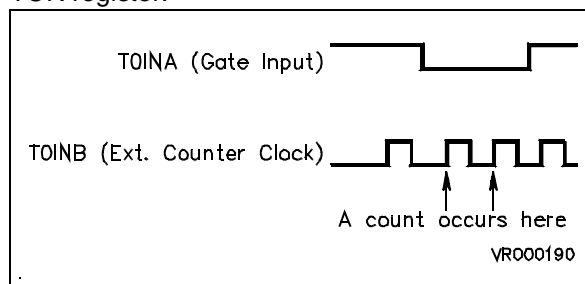 TCR register.
T0INA (Gate Input)
T0INB (Ext. Counter Clock)
A count occurs here
VR000190